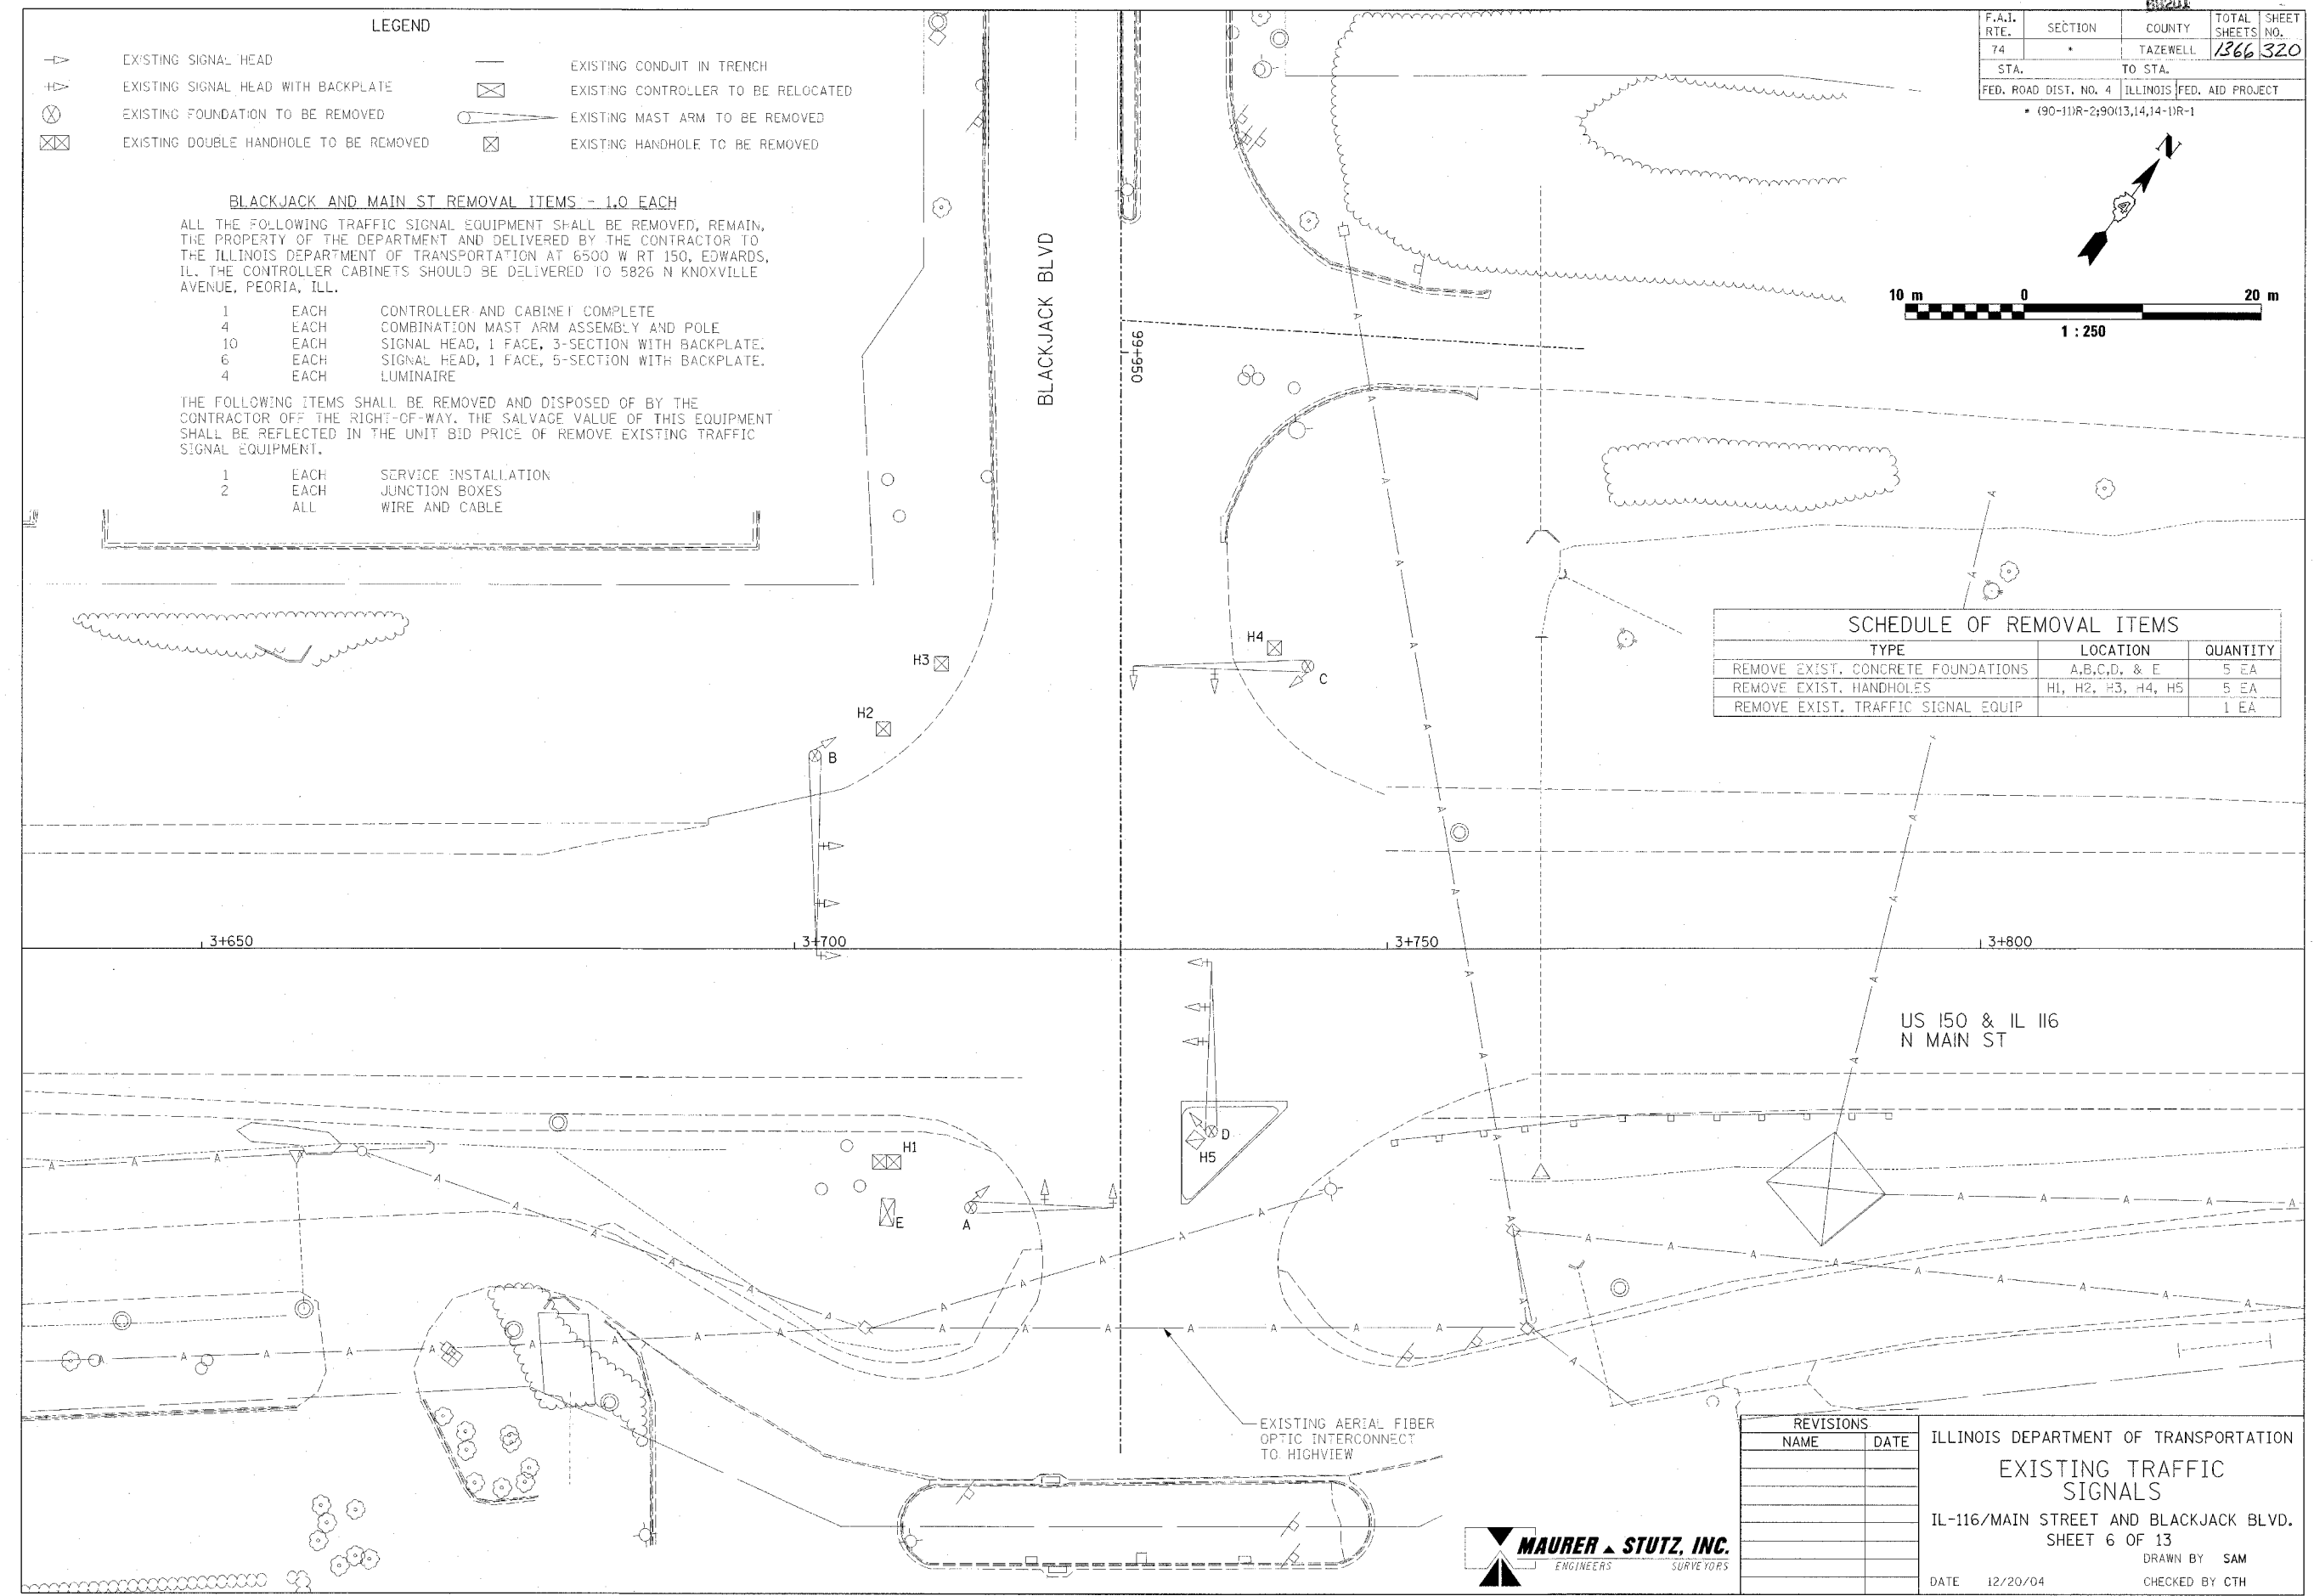 LEGEND
EXISTING SIGNAL HEAD
EXISTING SIGNAL HEAD WITH BACKPLATE
EXISTING FOUNDATION TO BE REMOVED
EXISTING DOUBLE HANDHOLE TO BE REMOVED
EXISTING CONDUIT IN TRENCH
EXISTING CONTROLLER TO BE RELOCATED
EXISTING MAST ARM TO BE REMOVED
EXISTING HANDHOLE TO BE REMOVED
BLACKJACK AND MAIN ST REMOVAL ITEMS - 1.0 EACH
ALL THE FOLLOWING TRAFFIC SIGNAL EQUIPMENT SHALL BE REMOVED, REMAIN,
THE PROPERTY OF THE DEPARTMENT AND DELIVERED BY THE CONTRACTOR TO
THE ILLINOIS DEPARTMENT OF TRANSPORTATION AT 6500 W RT 150, EDWARDS,
IL. THE CONTROLLER CABINETS SHOULD BE DELIVERED TO 5826 N KNOXVILLE
AVENUE, PEORIA, ILL.
1 EACH CONTROLLER AND CABINET COMPLETE
4 EACH COMBINATION MAST ARM ASSEMBLY AND POLE
10 EACH SIGNAL HEAD, 1 FACE, 3-SECTION WITH BACKPLATE.
6 EACH SIGNAL HEAD, 1 FACE, 5-SECTION WITH BACKPLATE.
4 EACH LUMINAIRE
THE FOLLOWING ITEMS SHALL BE REMOVED AND DISPOSED OF BY THE
CONTRACTOR OFF THE RIGHT-OF-WAY. THE SALVAGE VALUE OF THIS EQUIPMENT
SHALL BE REFLECTED IN THE UNIT BID PRICE OF REMOVE EXISTING TRAFFIC
SIGNAL EQUIPMENT.
1 EACH SERVICE INSTALLATION
2 EACH JUNCTION BOXES
ALL WIRE AND CABLE
F.A.I. RTE. SECTION COUNTY TOTAL SHEETS SHEET NO.
74 * TAZEWELL 1366 320
STA. TO STA.
FED. ROAD DIST. NO. 4 ILLINOIS FED. AID PROJECT
* (90-11)R-2;90(13,14,14-1)R-1
N
4
10 m 0 20 m
1 : 250
BLACKJACK BLVD
99+950
H3
H4
C
H2
B
SCHEDULE OF REMOVAL ITEMS
TYPE LOCATION QUANTITY
REMOVE EXIST. CONCRETE FOUNDATIONS A,B,C,D, & E 5 EA
REMOVE EXIST. HANDHOLES H1, H2, H3, H4, H5 5 EA
REMOVE EXIST. TRAFFIC SIGNAL EQUIP 1 EA
3+650 3+700 3+750 3+800
US 150 & IL 116
N MAIN ST
H1
D
H5
E
A
EXISTING AERIAL FIBER
OPTIC INTERCONNECT
TO HIGHVIEW
MAURER STUTZ, INC.
ENGINEERS SURVEYORS
REVISIONS
NAME DATE
ILLINOIS DEPARTMENT OF TRANSPORTATION
EXISTING TRAFFIC
SIGNALS
IL-116/MAIN STREET AND BLACKJACK BLVD.
SHEET 6 OF 13
DRAWN BY SAM
DATE 12/20/04 CHECKED BY CTH